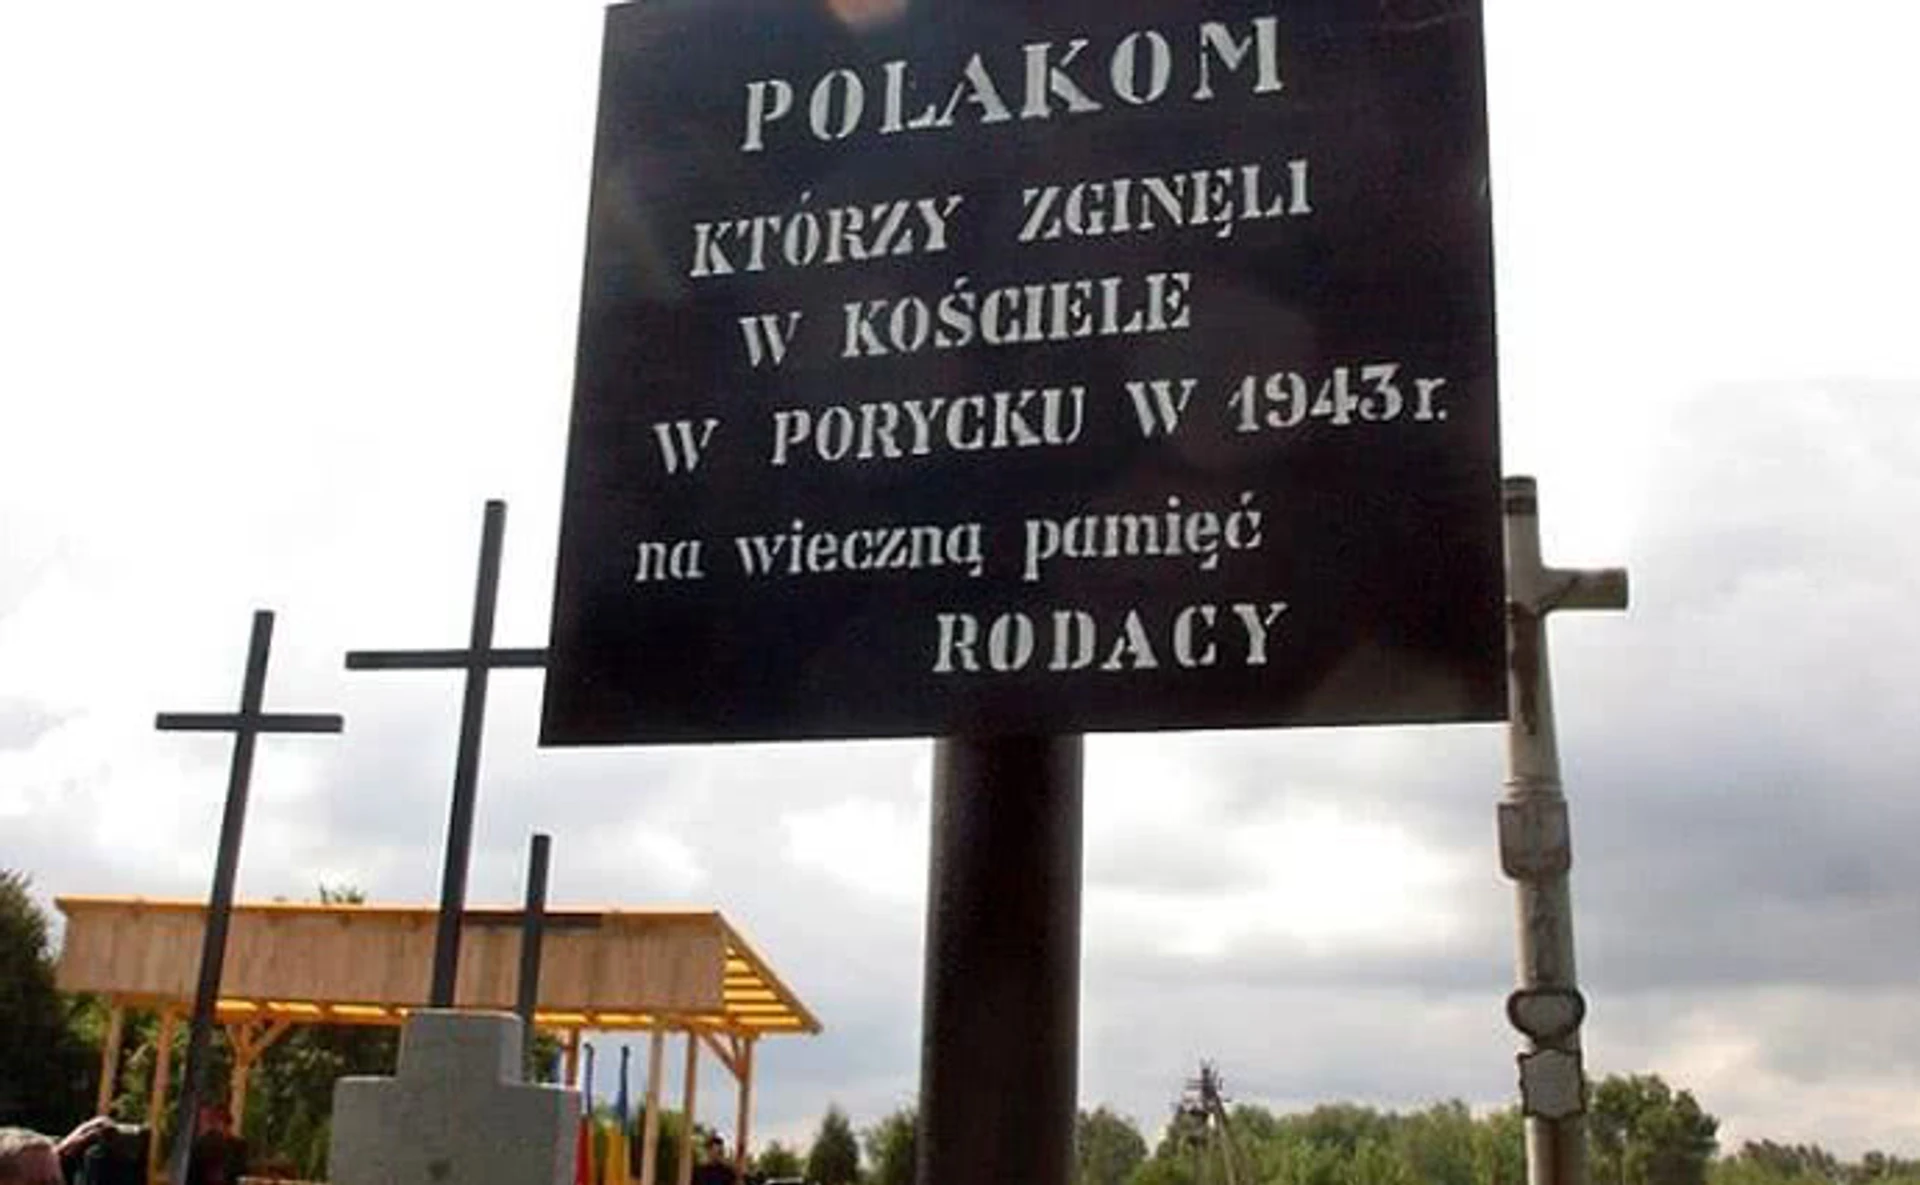 POLAKOM
KTÓRZY ZGINĘLI
W KOŚCIELE
W PORYCKU W 1943 r.
na wieczną pamięć
RODACY